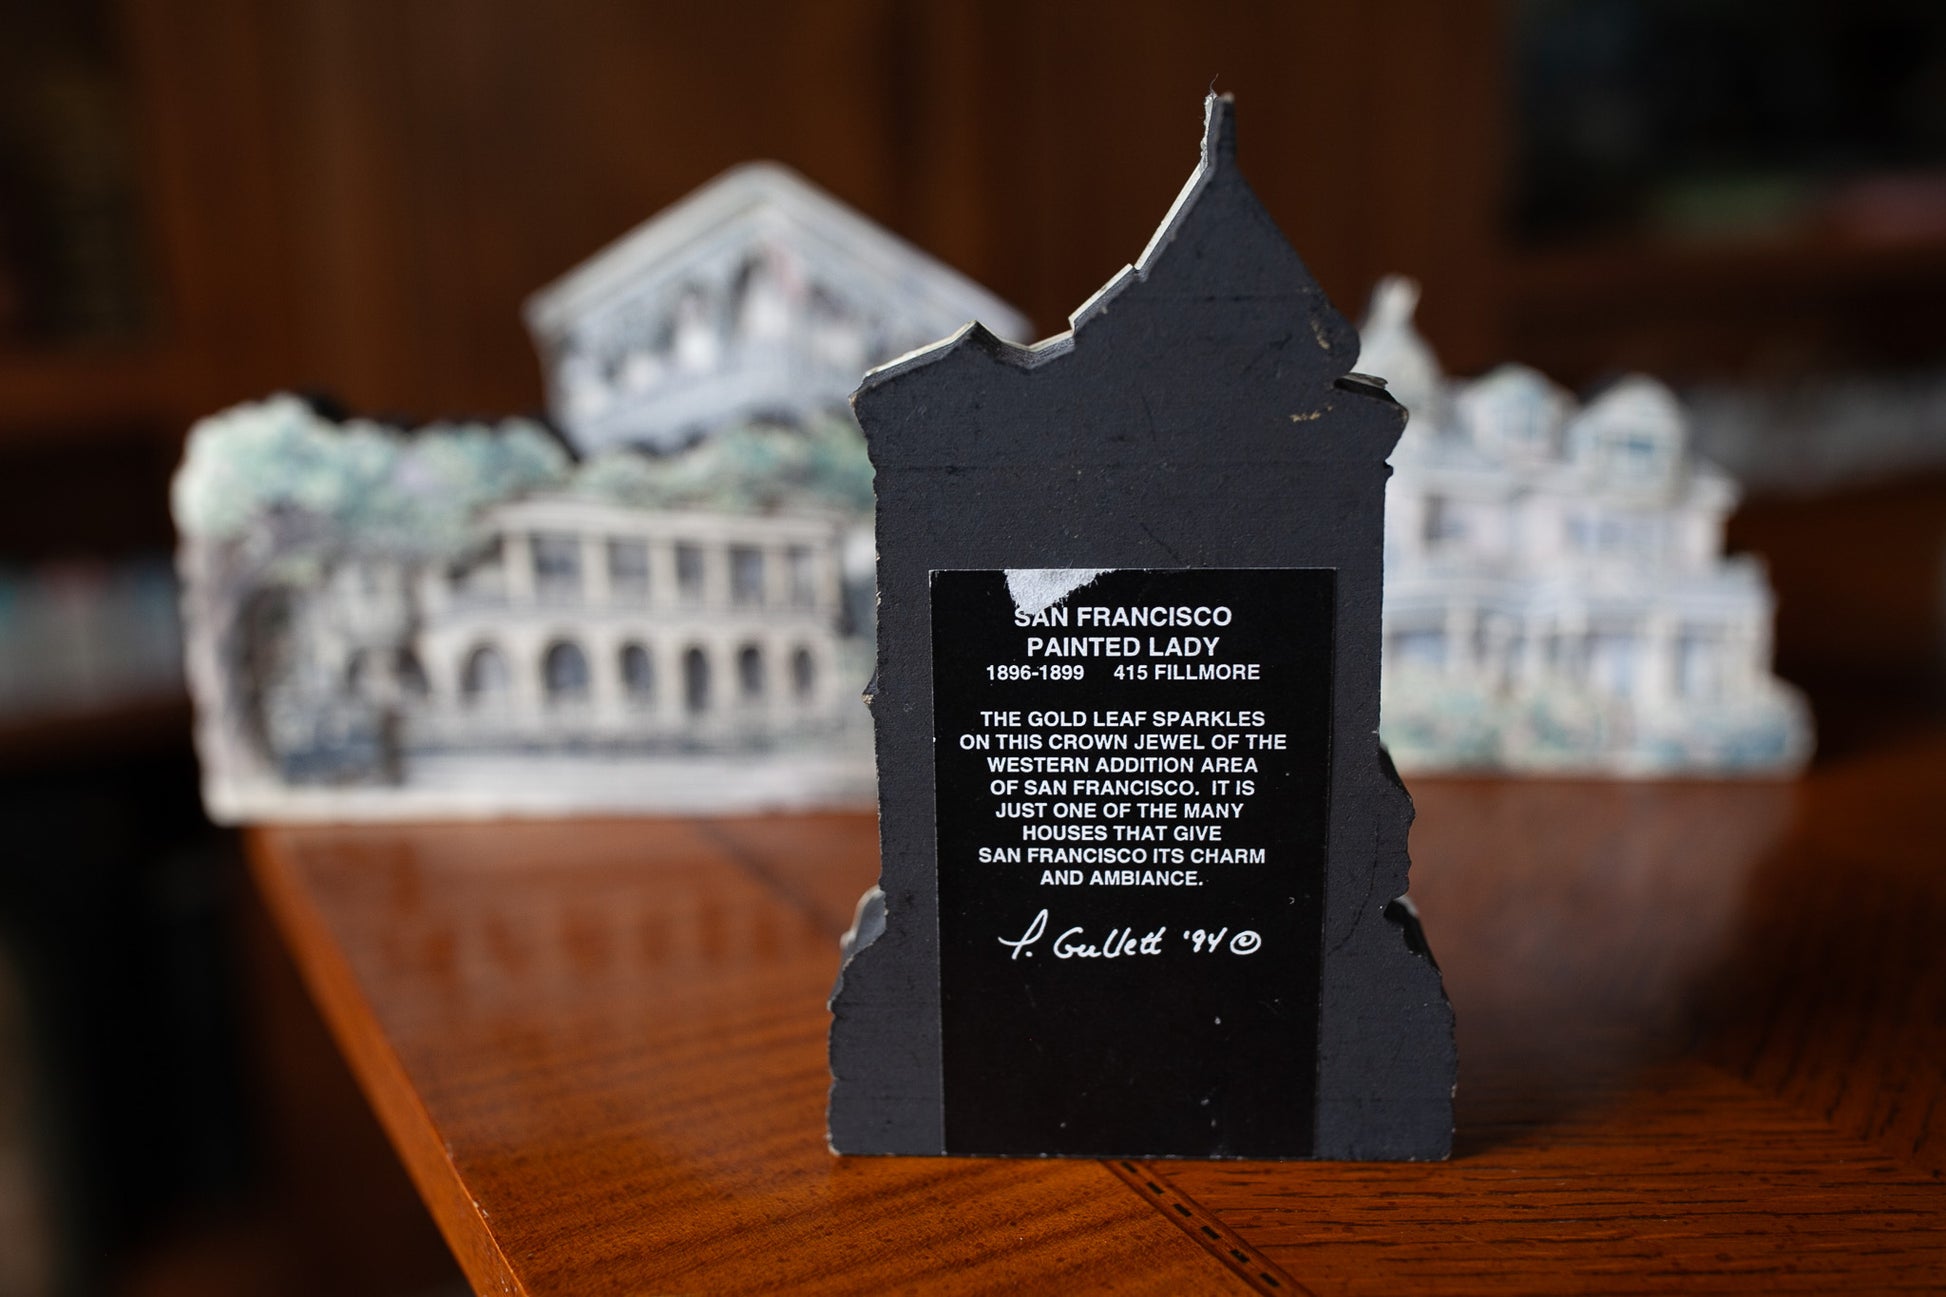 SAN FRANCISCO
PAINTED LADY
1896-1899 415 FILLMORE
THE GOLD LEAF SPARKLES
ON THIS CROWN JEWEL OF THE
WESTERN ADDITION AREA
OF SAN FRANCISCO. IT IS
JUST ONE OF THE MANY
HOUSES THAT GIVE
SAN FRANCISCO ITS CHARM
AND AMBIANCE.
P. Gullett '94 ©